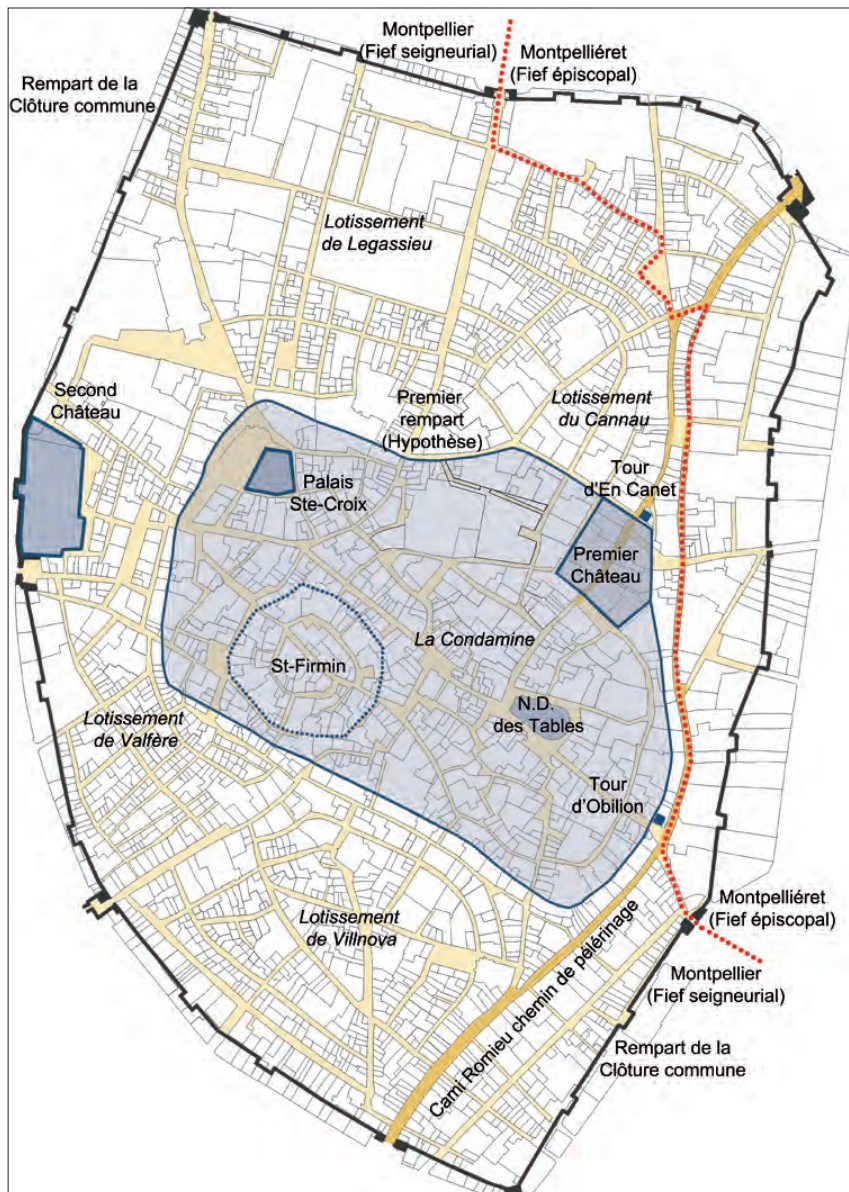 Montpellier
(Fief seigneurial)
Montpelliéret
(Fief épiscopal)
Rempart de la
Clôture commune
Lotissement
de Legassieu
Second
Château
Premier
rempart
(Hypothèse)
Lotissement
du Cannau
Tour
d'En Canet
Palais
Ste-Croix
Premier
Château
La Condamine
St-Firmin
N.D.
des Tables
Lotissement
de Valfère
Tour
d'Obilion
Lotissement
de Villnova
Cami Romieu chemin de pélérinage
Montpelliéret
(Fief épiscopal)
Montpellier
(Fief seigneurial)
Rempart de la
Clôture commune